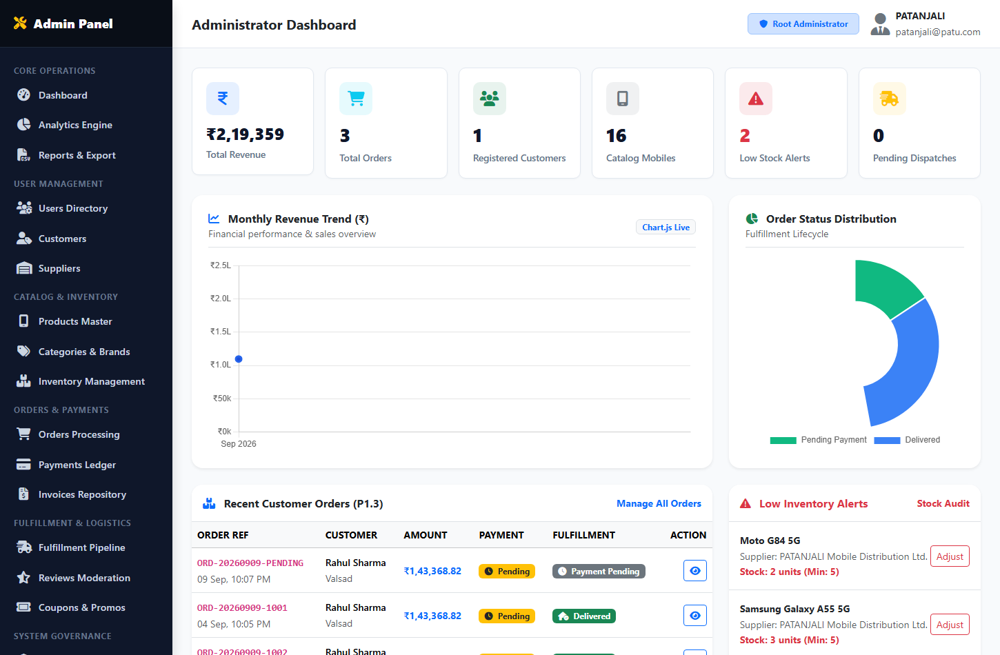 Admin Panel
CORE OPERATIONS
Dashboard
Analytics Engine
Reports & Export
USER MANAGEMENT
Users Directory
Customers
Suppliers
CATALOG & INVENTORY
Products Master
Categories & Brands
Inventory Management
ORDERS & PAYMENTS
Orders Processing
Payments Ledger
Invoices Repository
FULFILLMENT & LOGISTICS
Fulfillment Pipeline
Reviews Moderation
Coupons & Promos
SYSTEM GOVERNANCE
Administrator Dashboard
Root Administrator
PATANJALI
patanjali@patu.com
₹2,19,359
Total Revenue
3
Total Orders
1
Registered Customers
16
Catalog Mobiles
2
Low Stock Alerts
0
Pending Dispatches
Monthly Revenue Trend (₹)
Financial performance & sales overview
Chart.js Live
₹2.5L
₹2.0L
₹1.5L
₹1.0L
₹50k
₹0k
Sep 2026
Order Status Distribution
Fulfillment Lifecycle
Pending Payment Delivered
Recent Customer Orders (P1.3)
Manage All Orders
ORDER REF CUSTOMER AMOUNT PAYMENT FULFILLMENT ACTION
ORD-20260909-PENDING Rahul Sharma ₹1,43,368.82 Pending Payment Pending
09 Sep, 10:07 PM Valsad
ORD-20260909-1001 Rahul Sharma ₹1,43,368.82 Pending Delivered
04 Sep, 10:05 PM Valsad
ORD-20260909-1002 Rahul Sharma
Low Inventory Alerts
Stock Audit
Moto G84 5G
Supplier: PATANJALI Mobile Distribution Ltd.
Stock: 2 units (Min: 5)
Adjust
Samsung Galaxy A55 5G
Supplier: PATANJALI Mobile Distribution Ltd.
Stock: 3 units (Min: 5)
Adjust